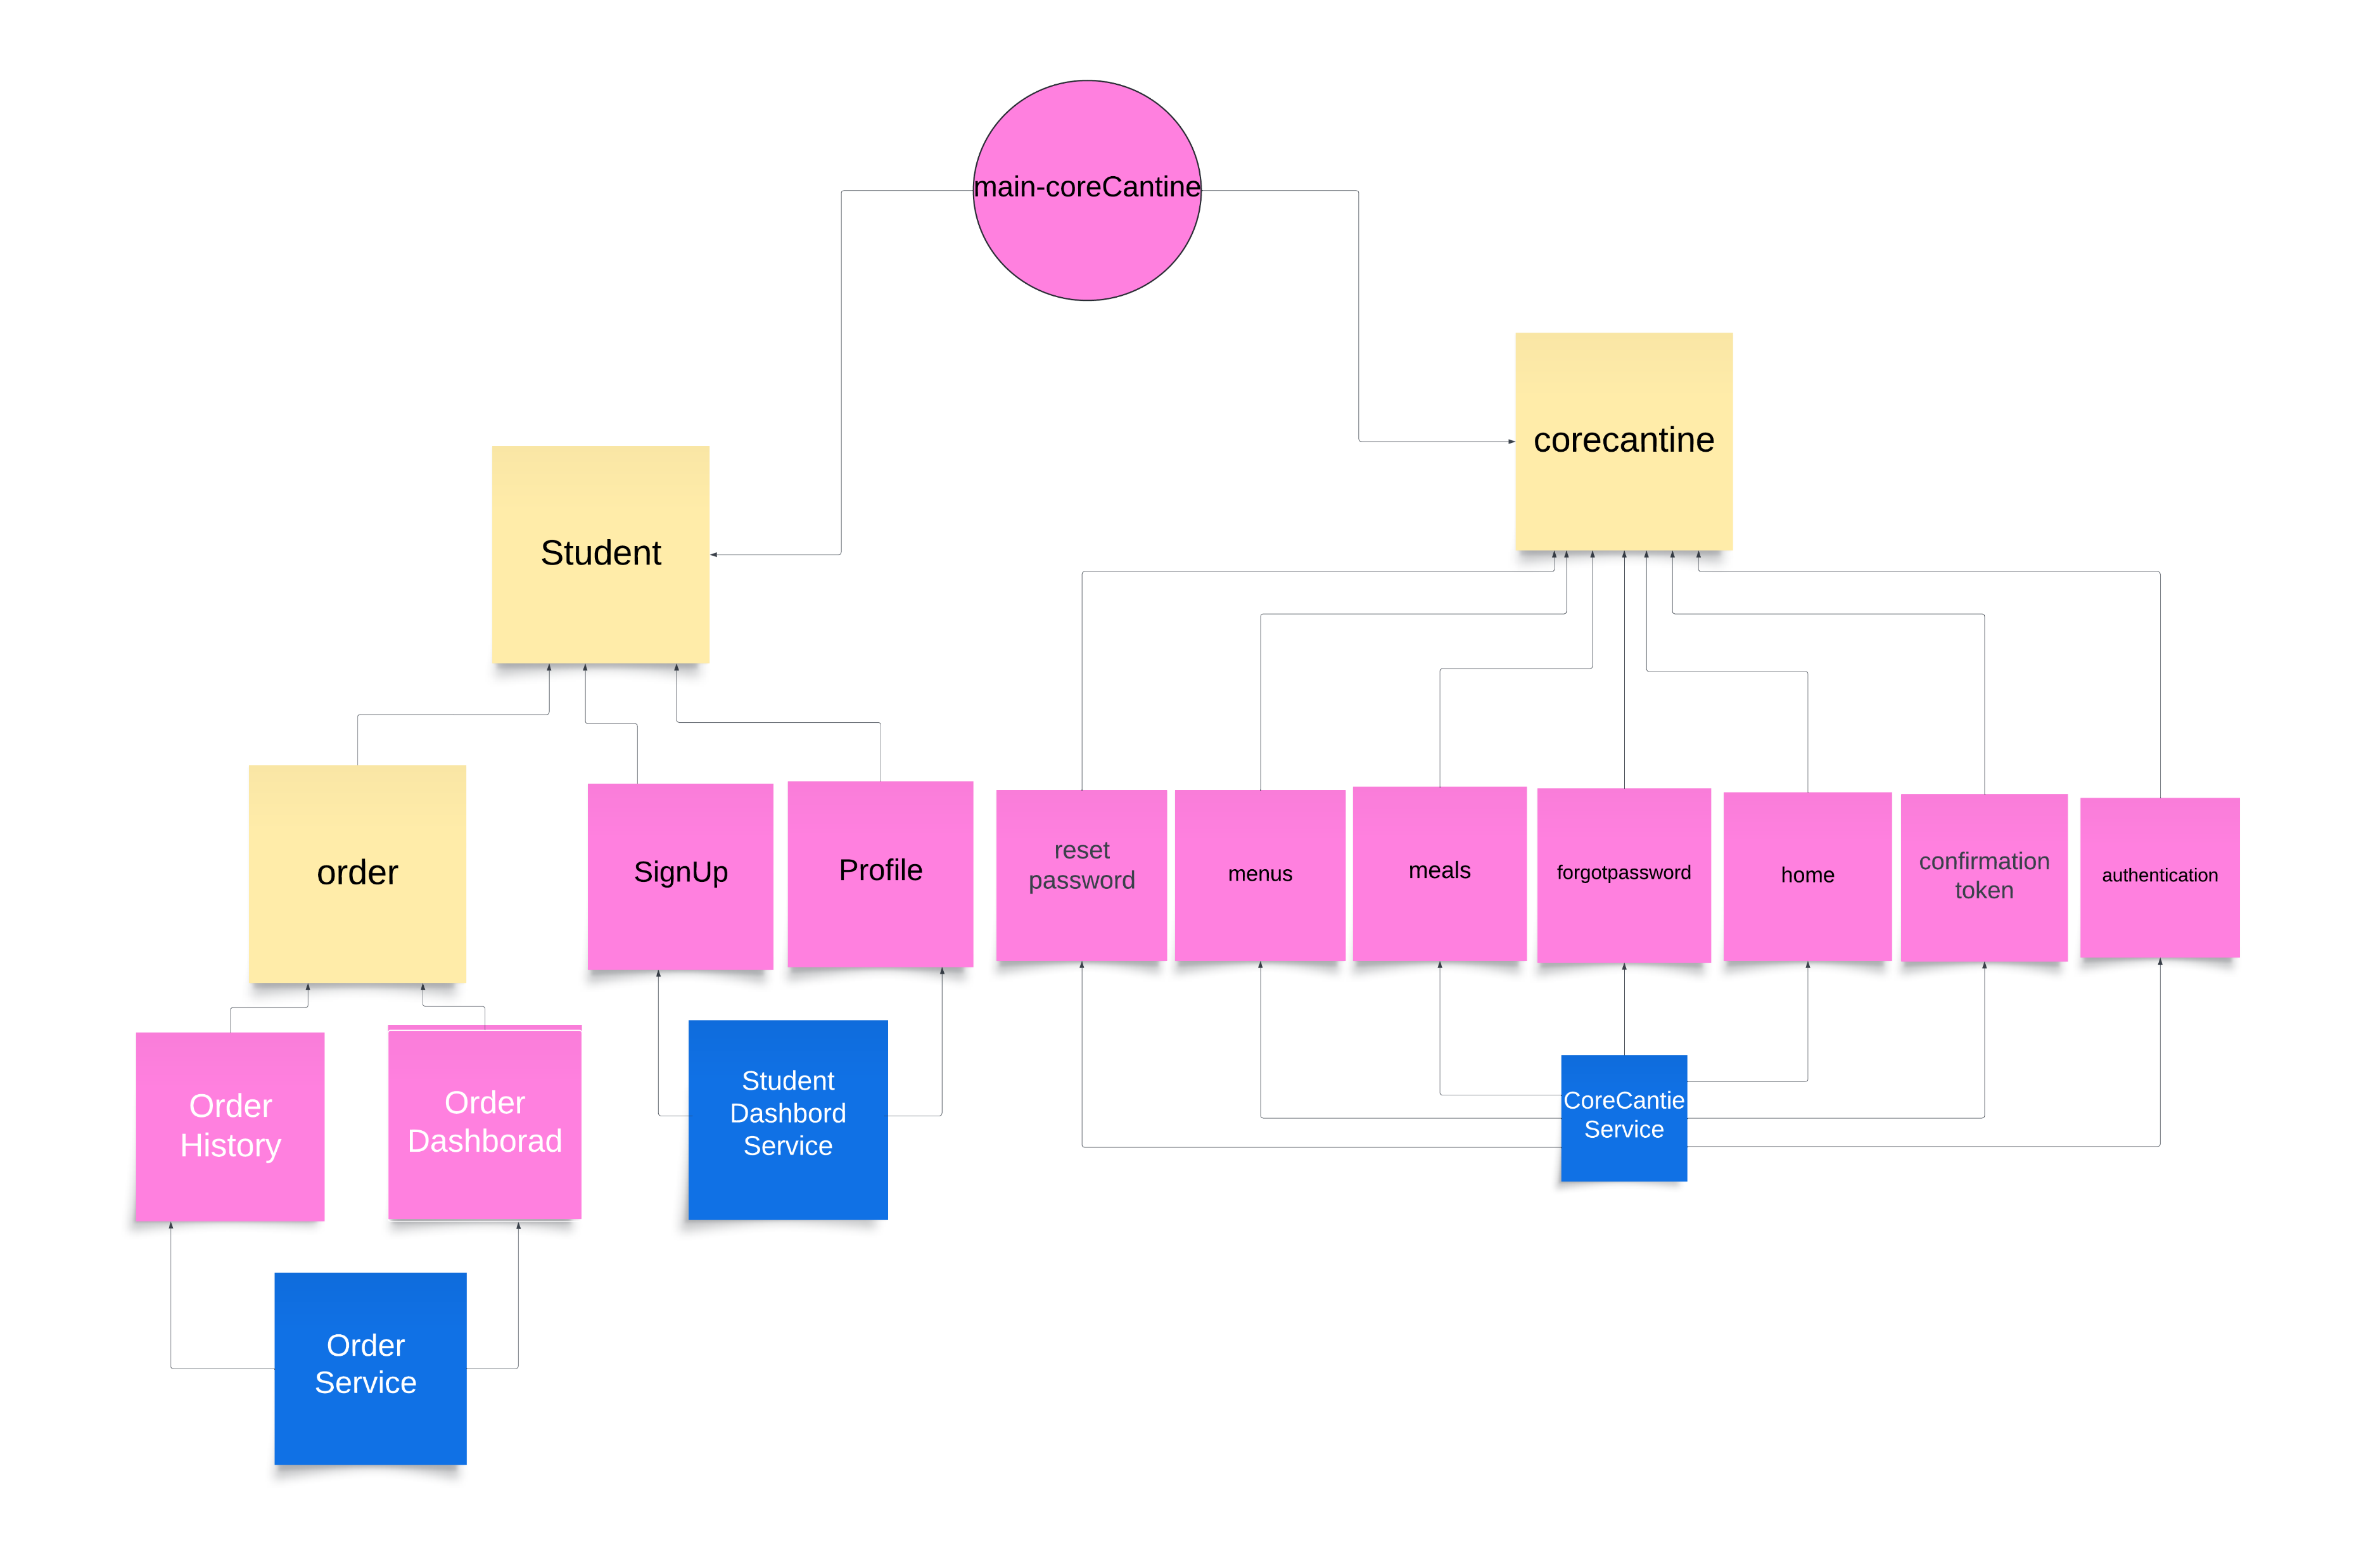 main-coreCantine
corecantine
Student
order
SignUp
Profile
reset
password
menus
meals
forgotpassword
home
confirmation
token
authentication
Order
History
Order
Dashborad
Student
Dashbord
Service
CoreCantie
Service
Order
Service